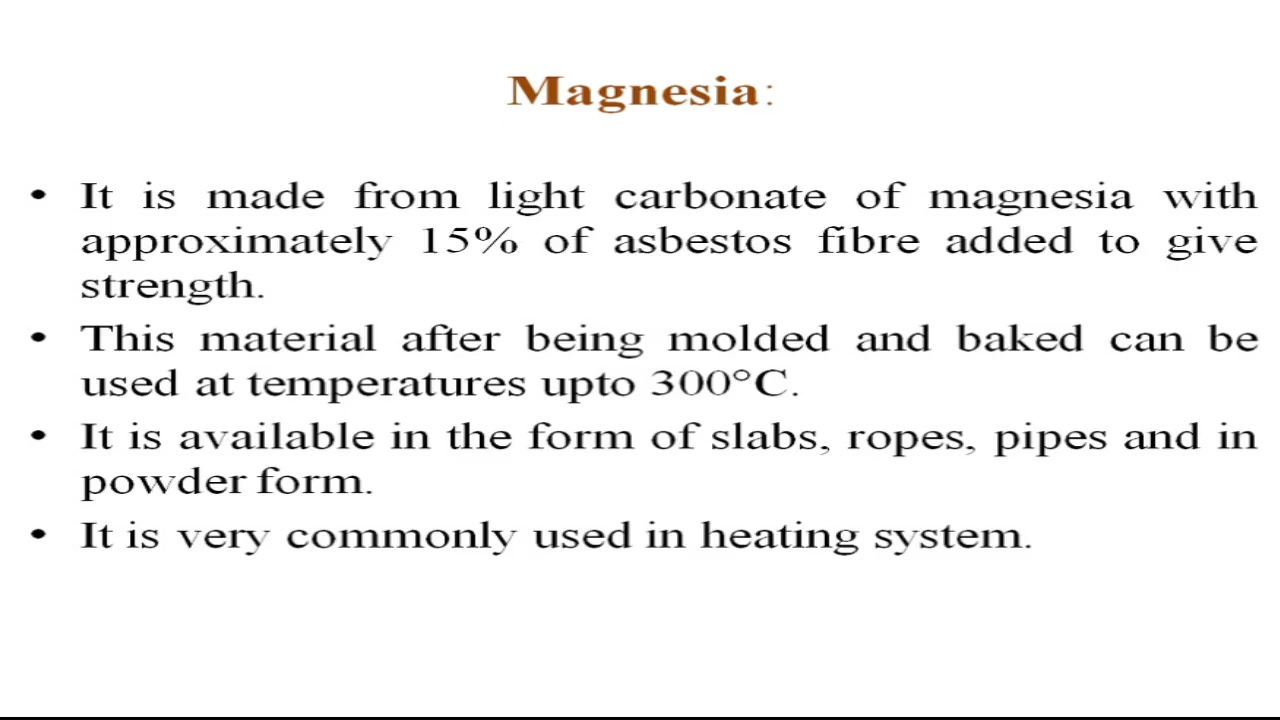 Magnesia:
• It is made from light carbonate of magnesia with
approximately 15% of asbestos fibre added to give
strength.
• This material after being molded and baked can be
used at temperatures upto 300°C.
• It is available in the form of slabs, ropes, pipes and in
powder form.
• It is very commonly used in heating system.